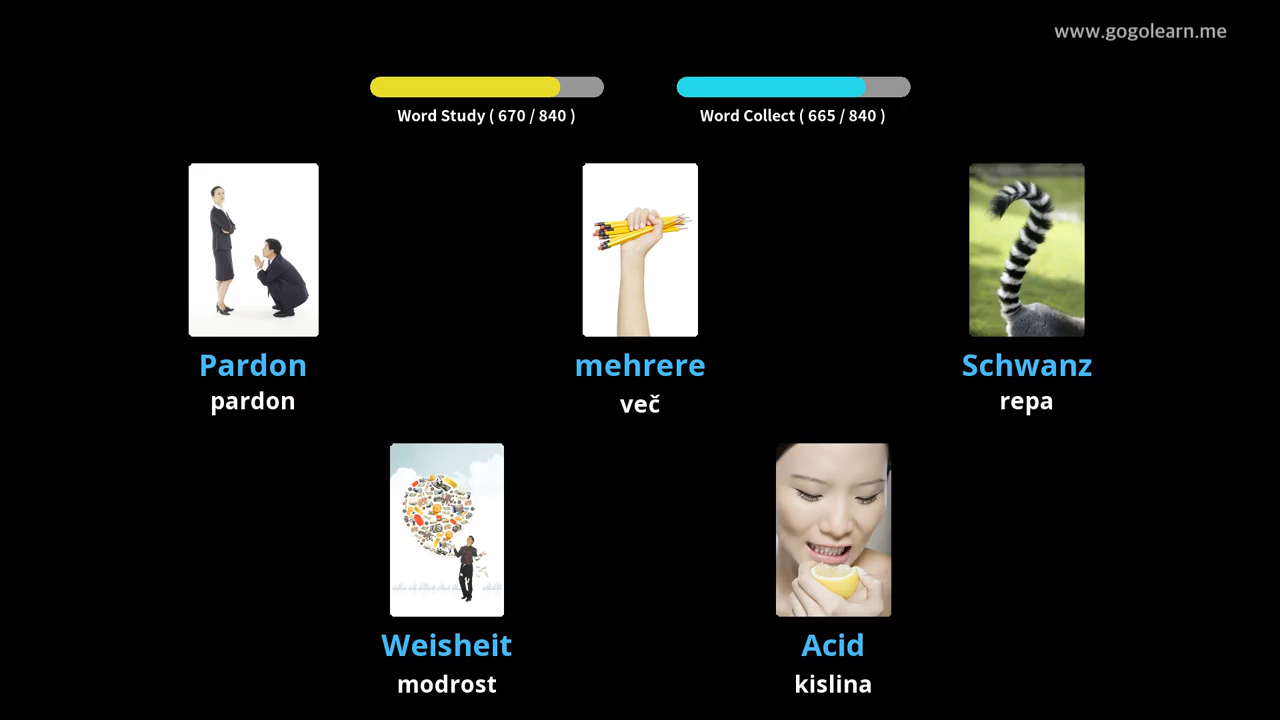 www.gogolearn.me
Word Study ( 670 / 840 )
Word Collect ( 665 / 840 )
Pardon
pardon
mehrere
več
Schwanz
repa
Weisheit
modrost
Acid
kislina